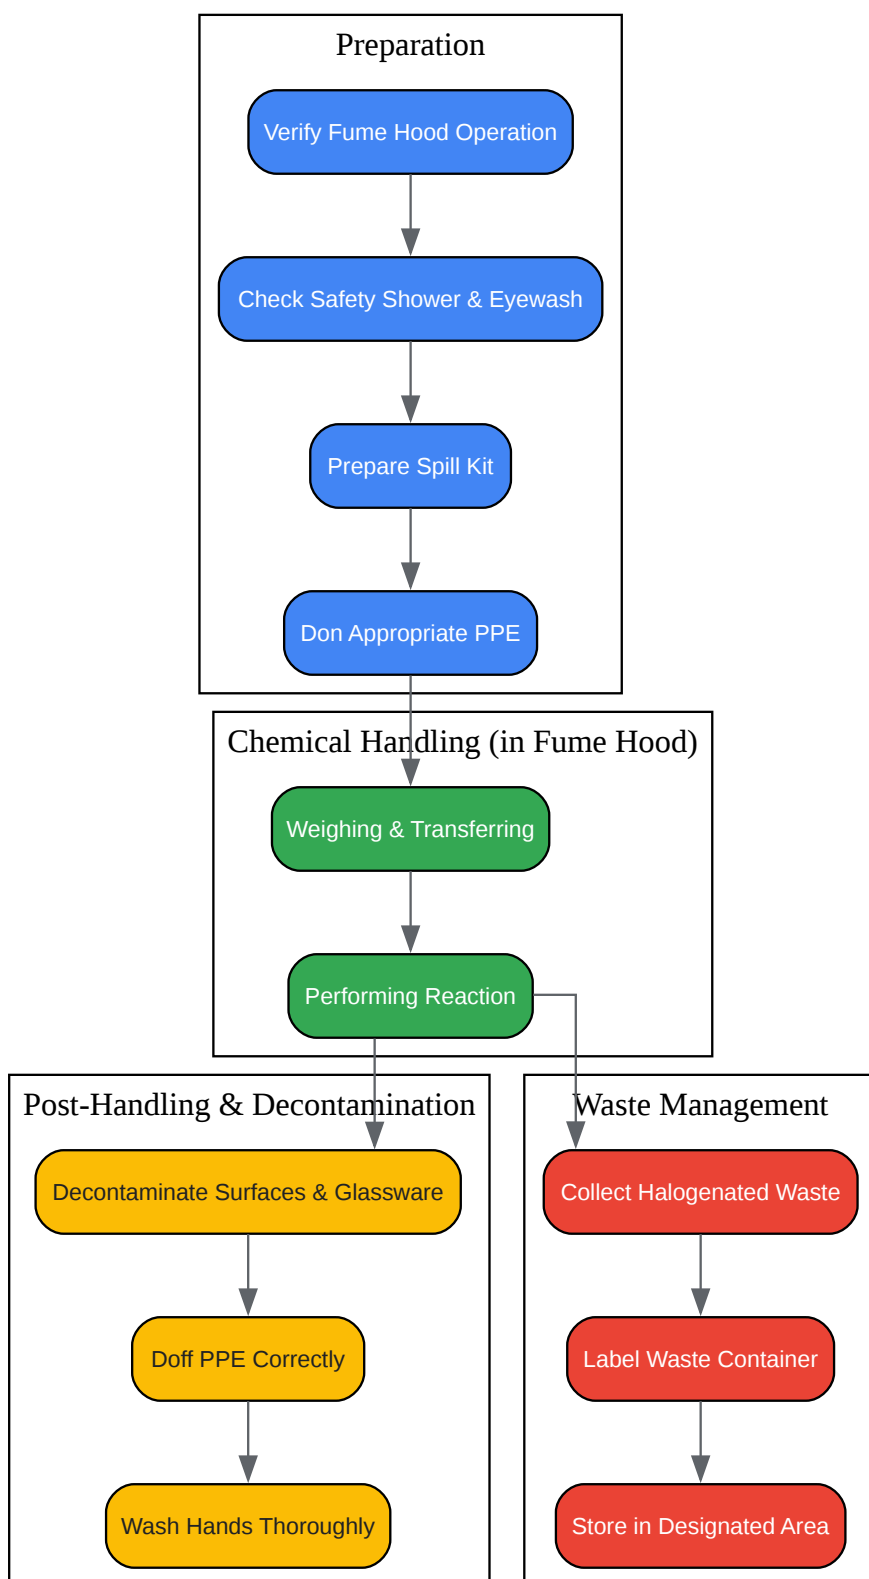 Preparation
Verify Fume Hood Operation
Check Safety Shower & Eyewash
Prepare Spill Kit
Don Appropriate PPE
Chemical Handling (in Fume Hood)
Weighing & Transferring
Performing Reaction
Post-Handling & Decontamination
Decontaminate Surfaces & Glassware
Doff PPE Correctly
Wash Hands Thoroughly
Waste Management
Collect Halogenated Waste
Label Waste Container
Store in Designated Area